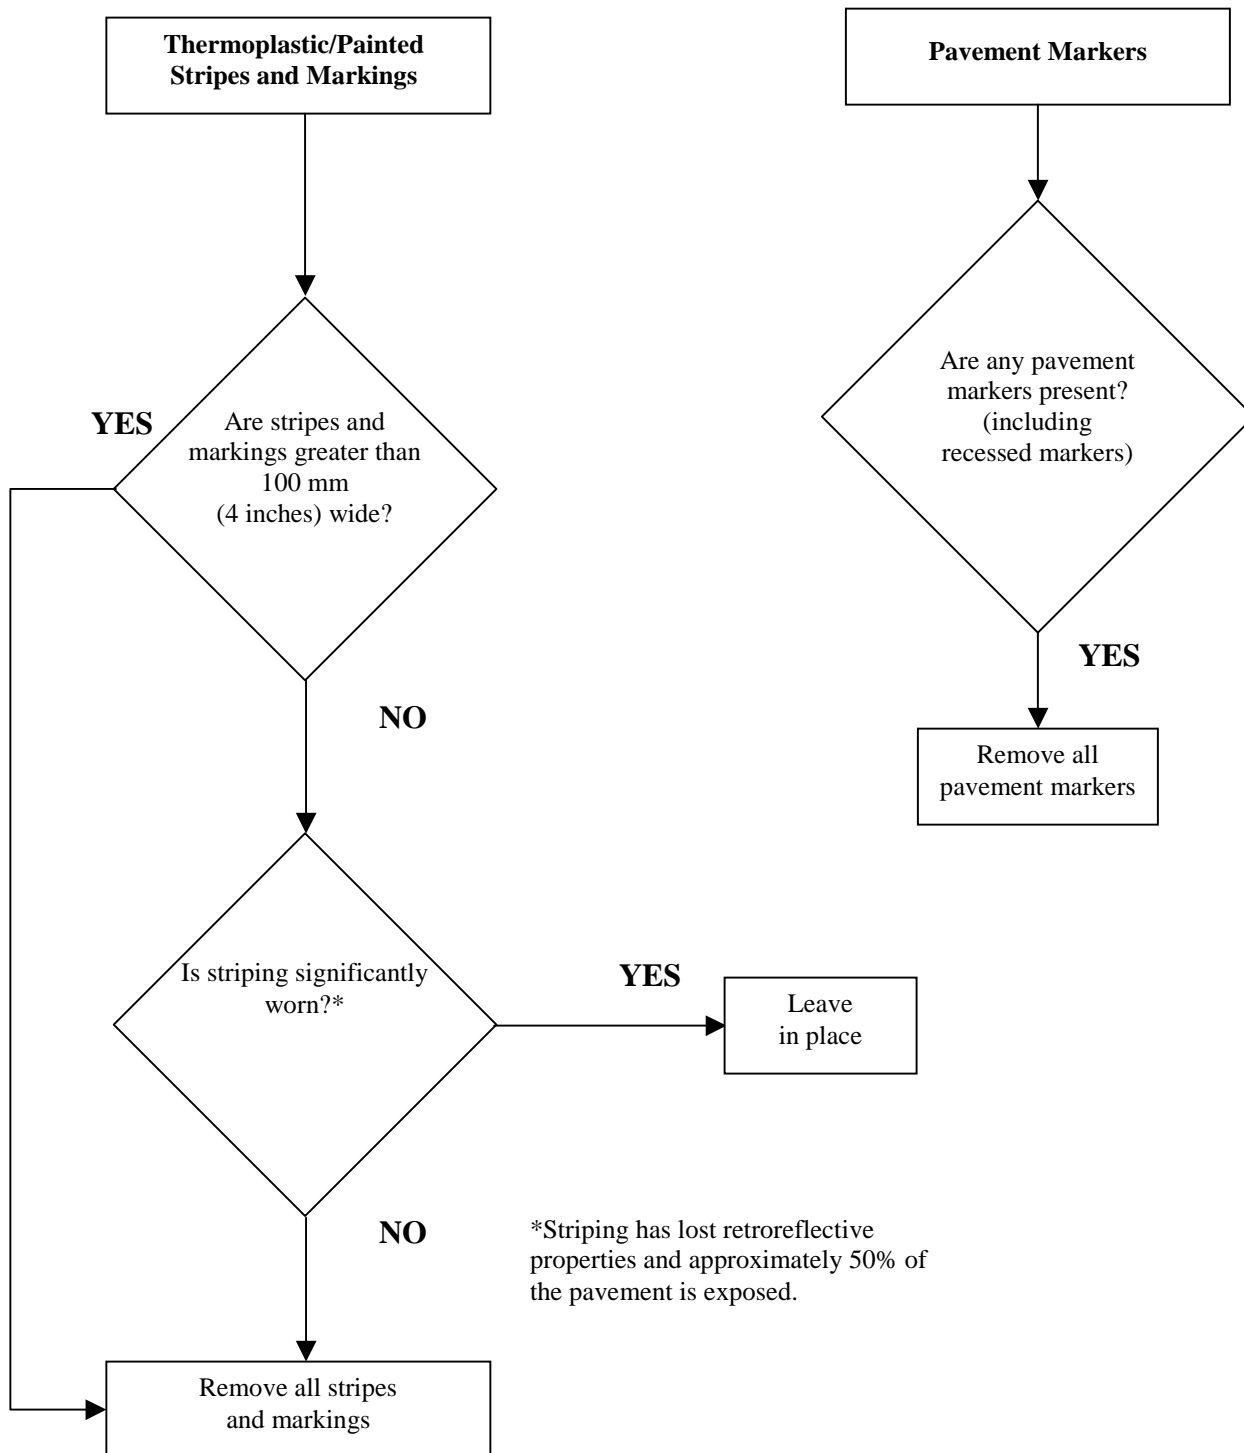 Thermoplastic/Painted
Stripes and Markings
YES
Are stripes and
markings greater than
100 mm
(4 inches) wide?
NO
Is striping significantly
worn?*
YES
Leave
in place
NO
*Striping has lost retroreflective
properties and approximately 50% of
the pavement is exposed.
Remove all stripes
and markings
Pavement Markers
Are any pavement
markers present?
(including
recessed markers)
YES
Remove all
pavement markers